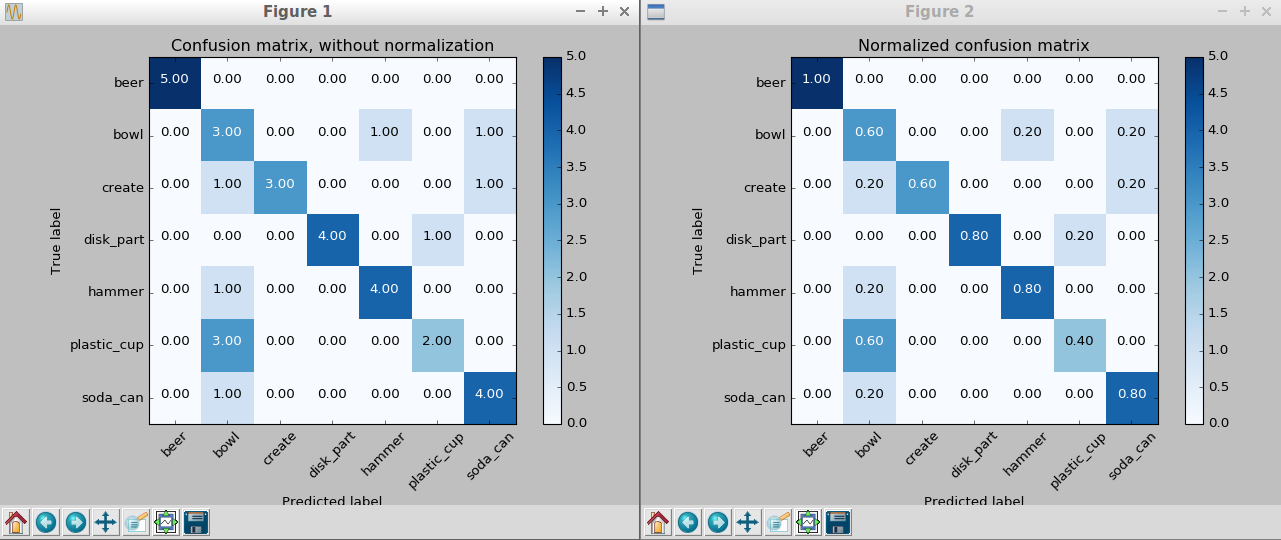 Figure 1
Confusion matrix, without normalization
beer 5.00 0.00 0.00 0.00 0.00 0.00 0.00
bowl 0.00 3.00 0.00 0.00 1.00 0.00 1.00
create 0.00 1.00 3.00 0.00 0.00 0.00 1.00
disk_part 0.00 0.00 0.00 4.00 0.00 1.00 0.00
hammer 0.00 1.00 0.00 0.00 4.00 0.00 0.00
plastic_cup 0.00 3.00 0.00 0.00 0.00 2.00 0.00
soda_can 0.00 1.00 0.00 0.00 0.00 0.00 4.00
True label
beer bowl create disk_part hammer plastic_cup soda_can
Predicted label
5.0
4.5
4.0
3.5
3.0
2.5
2.0
1.5
1.0
0.5
0.0
Figure 2
Normalized confusion matrix
beer 1.00 0.00 0.00 0.00 0.00 0.00 0.00
bowl 0.00 0.60 0.00 0.00 0.20 0.00 0.20
create 0.00 0.20 0.60 0.00 0.00 0.00 0.20
disk_part 0.00 0.00 0.00 0.80 0.00 0.20 0.00
hammer 0.00 0.20 0.00 0.00 0.80 0.00 0.00
plastic_cup 0.00 0.60 0.00 0.00 0.00 0.40 0.00
soda_can 0.00 0.20 0.00 0.00 0.00 0.00 0.80
True label
beer bowl create disk_part hammer plastic_cup soda_can
Predicted label
5.0
4.5
4.0
3.5
3.0
2.5
2.0
1.5
1.0
0.5
0.0